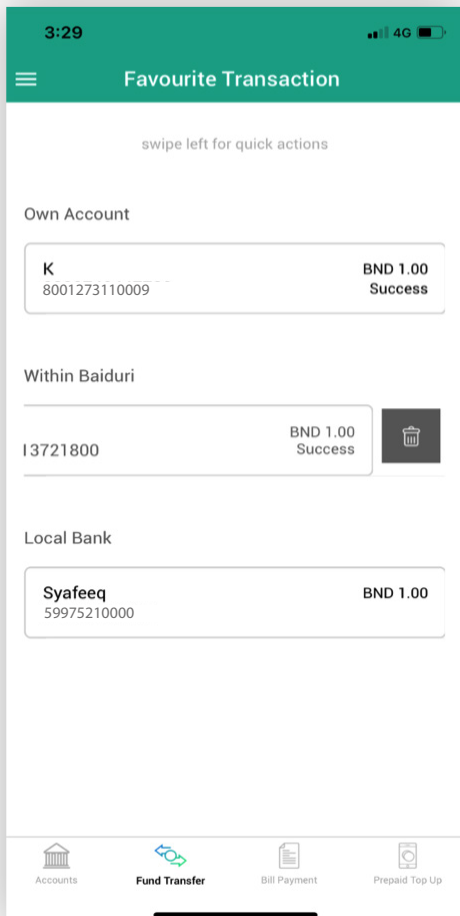 3:29 4G
Favourite Transaction
swipe left for quick actions
Own Account
K BND 1.00
8001273110009 Success
Within Baiduri
BND 1.00
13721800 Success
Local Bank
Syafeeq BND 1.00
59975210000
Accounts Fund Transfer Bill Payment Prepaid Top Up